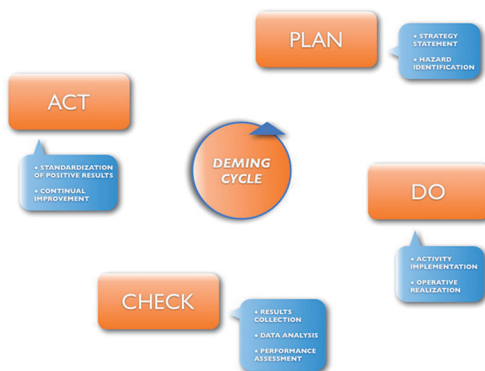 PLAN
• STRATEGY
STATEMENT
• HAZARD
IDENTIFICATION
ACT
• STANDARDIZATION
OF POSITIVE RESULTS
• CONTINUAL
IMPROVEMENT
DEMING
CYCLE
DO
• ACTIVITY
IMPLEMENTATION
• OPERATIVE
REALIZATION
CHECK
• RESULTS
COLLECTION
• DATA ANALYSIS
• PERFORMANCE
ASSESSMENT